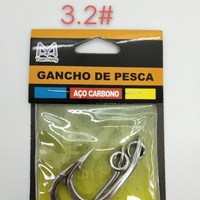 3.2#
GANCHO DE PESCA
AÇO CARBONO